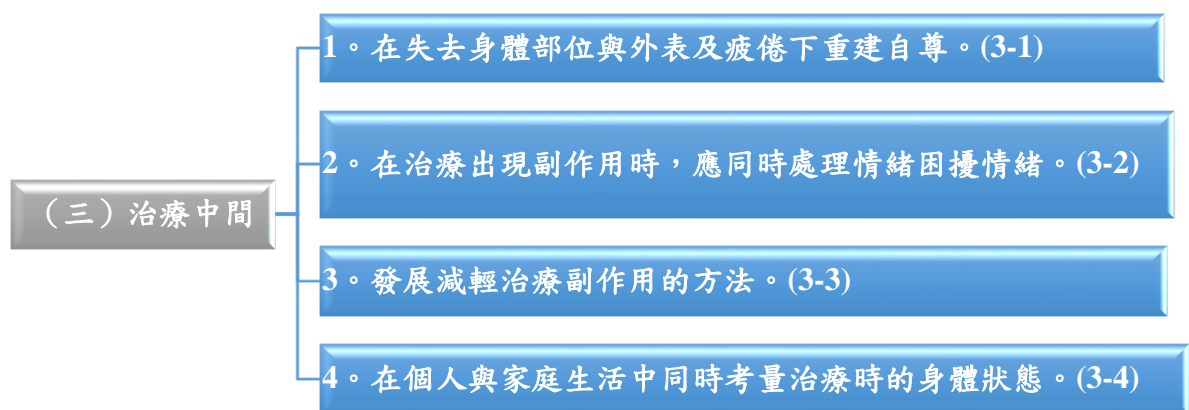 1。在失去身體部位與外表及疲倦下重建自尊。(3-1)
2。在治療出現副作用時，應同時處理情緒困擾情緒。(3-2)
（三）治療中間
3。發展減輕治療副作用的方法。(3-3)
4。在個人與家庭生活中同時考量治療時的身體狀態。(3-4)